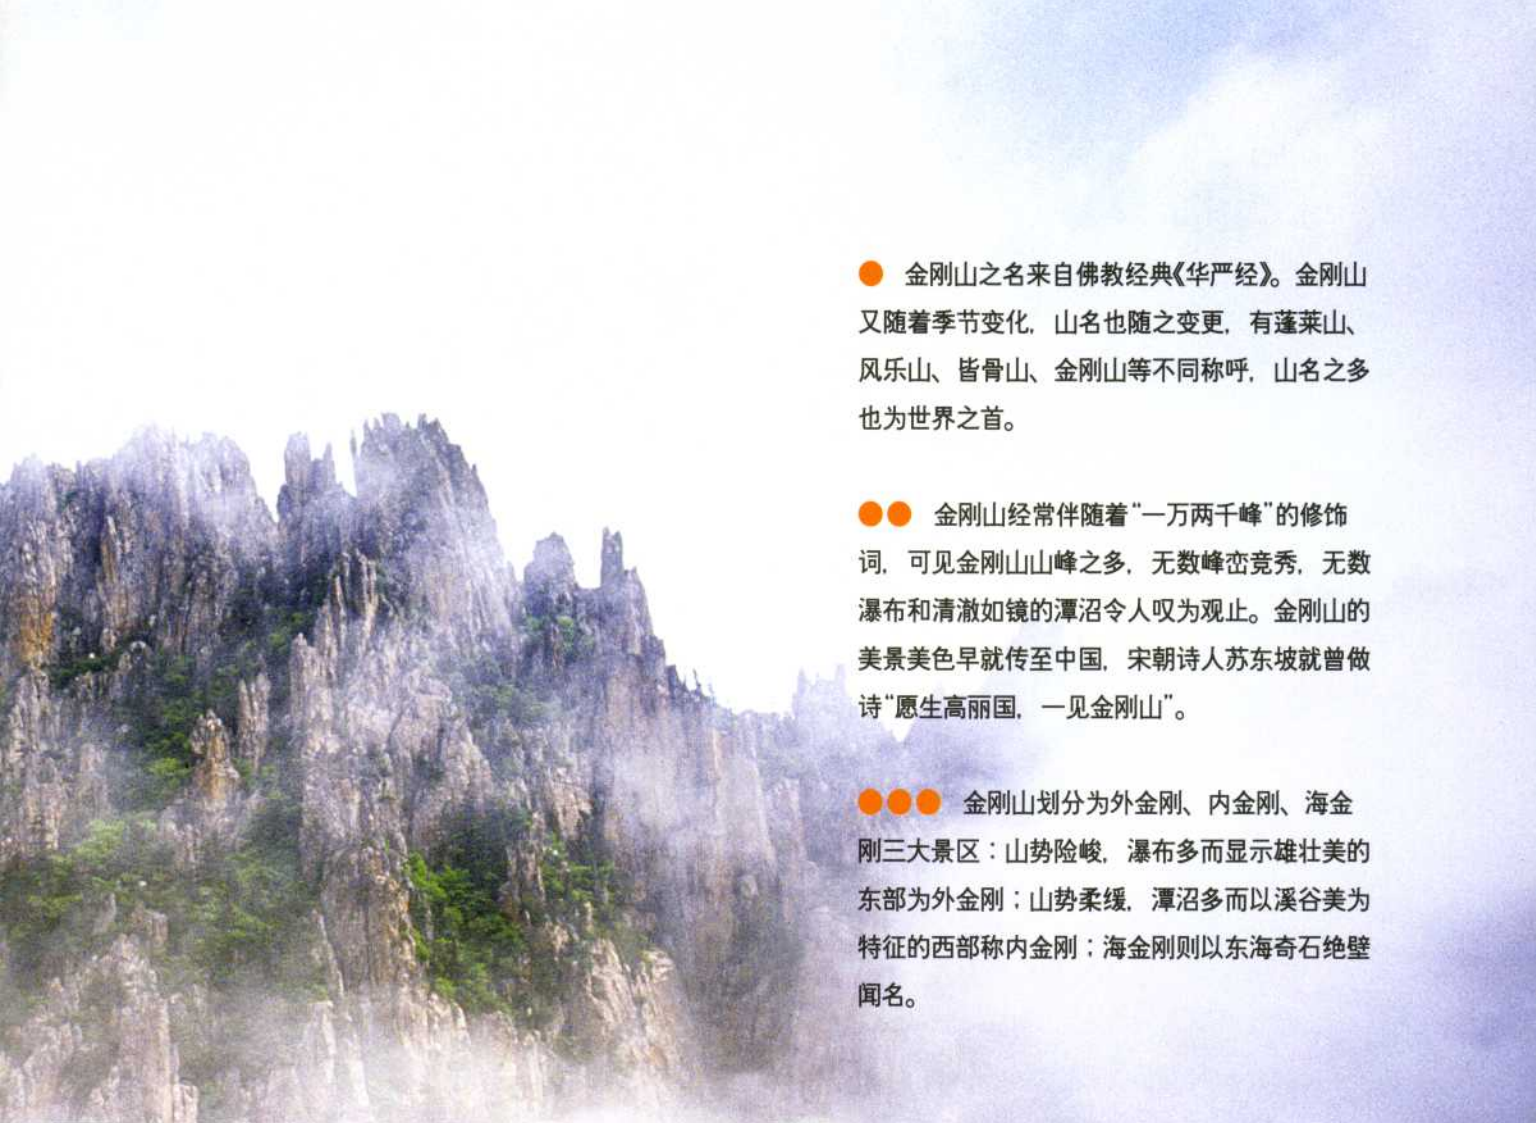 金刚山之名来自佛教经典《华严经》。金刚山
又随着季节变化，山名也随之变更，有蓬莱山、
风乐山、皆骨山、金刚山等不同称呼，山名之多
也为世界之首。
金刚山经常伴随着“一万两千峰”的修饰
词，可见金刚山山峰之多，无数峰峦竞秀，无数
瀑布和清澈如镜的潭沼令人叹为观止。金刚山的
美景美色早就传至中国，宋朝诗人苏东坡就曾做
诗“愿生高丽国，一见金刚山”。
金刚山划分为外金刚、内金刚、海金
刚三大景区：山势险峻，瀑布多而显示雄壮美的
东部为外金刚；山势柔缓，潭沼多而以溪谷美为
特征的西部称内金刚；海金刚则以东海奇石绝壁
闻名。